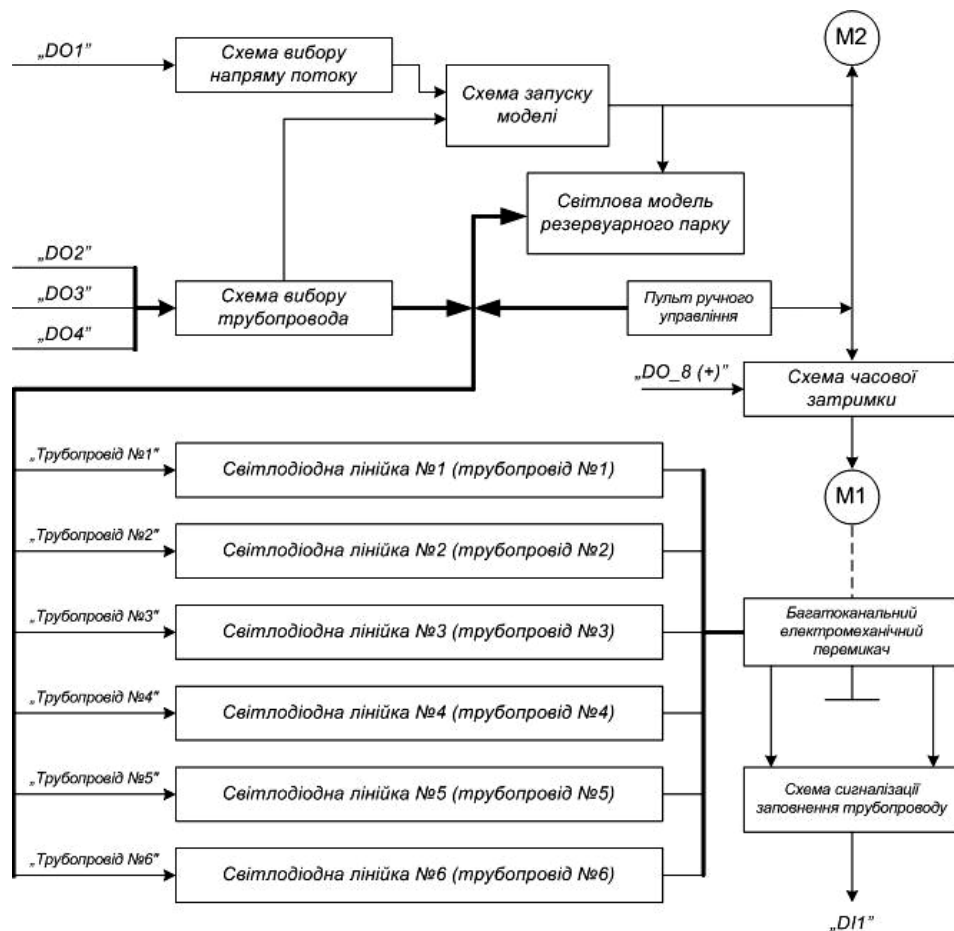 „DO1”
Схема вибору
напряму потоку
Схема запуску
моделі
M2
Світлова модель
резервуарного парку
„DO2”
„DO3”
„DO4”
Схема вибору
трубопровода
Пульт ручного
управління
„DO_8 (+)”
Схема часової
затримки
M1
„Трубопровід №1”
Світлодіодна лінійка №1 (трубопровід №1)
„Трубопровід №2”
Світлодіодна лінійка №2 (трубопровід №2)
„Трубопровід №3”
Світлодіодна лінійка №3 (трубопровід №3)
Багатоканальний
електромеханічний
перемикач
„Трубопровід №4”
Світлодіодна лінійка №4 (трубопровід №4)
„Трубопровід №5”
Світлодіодна лінійка №5 (трубопровід №5)
Схема сигналізації
заповнення трубопроводу
„Трубопровід №6”
Світлодіодна лінійка №6 (трубопровід №6)
„DI1”